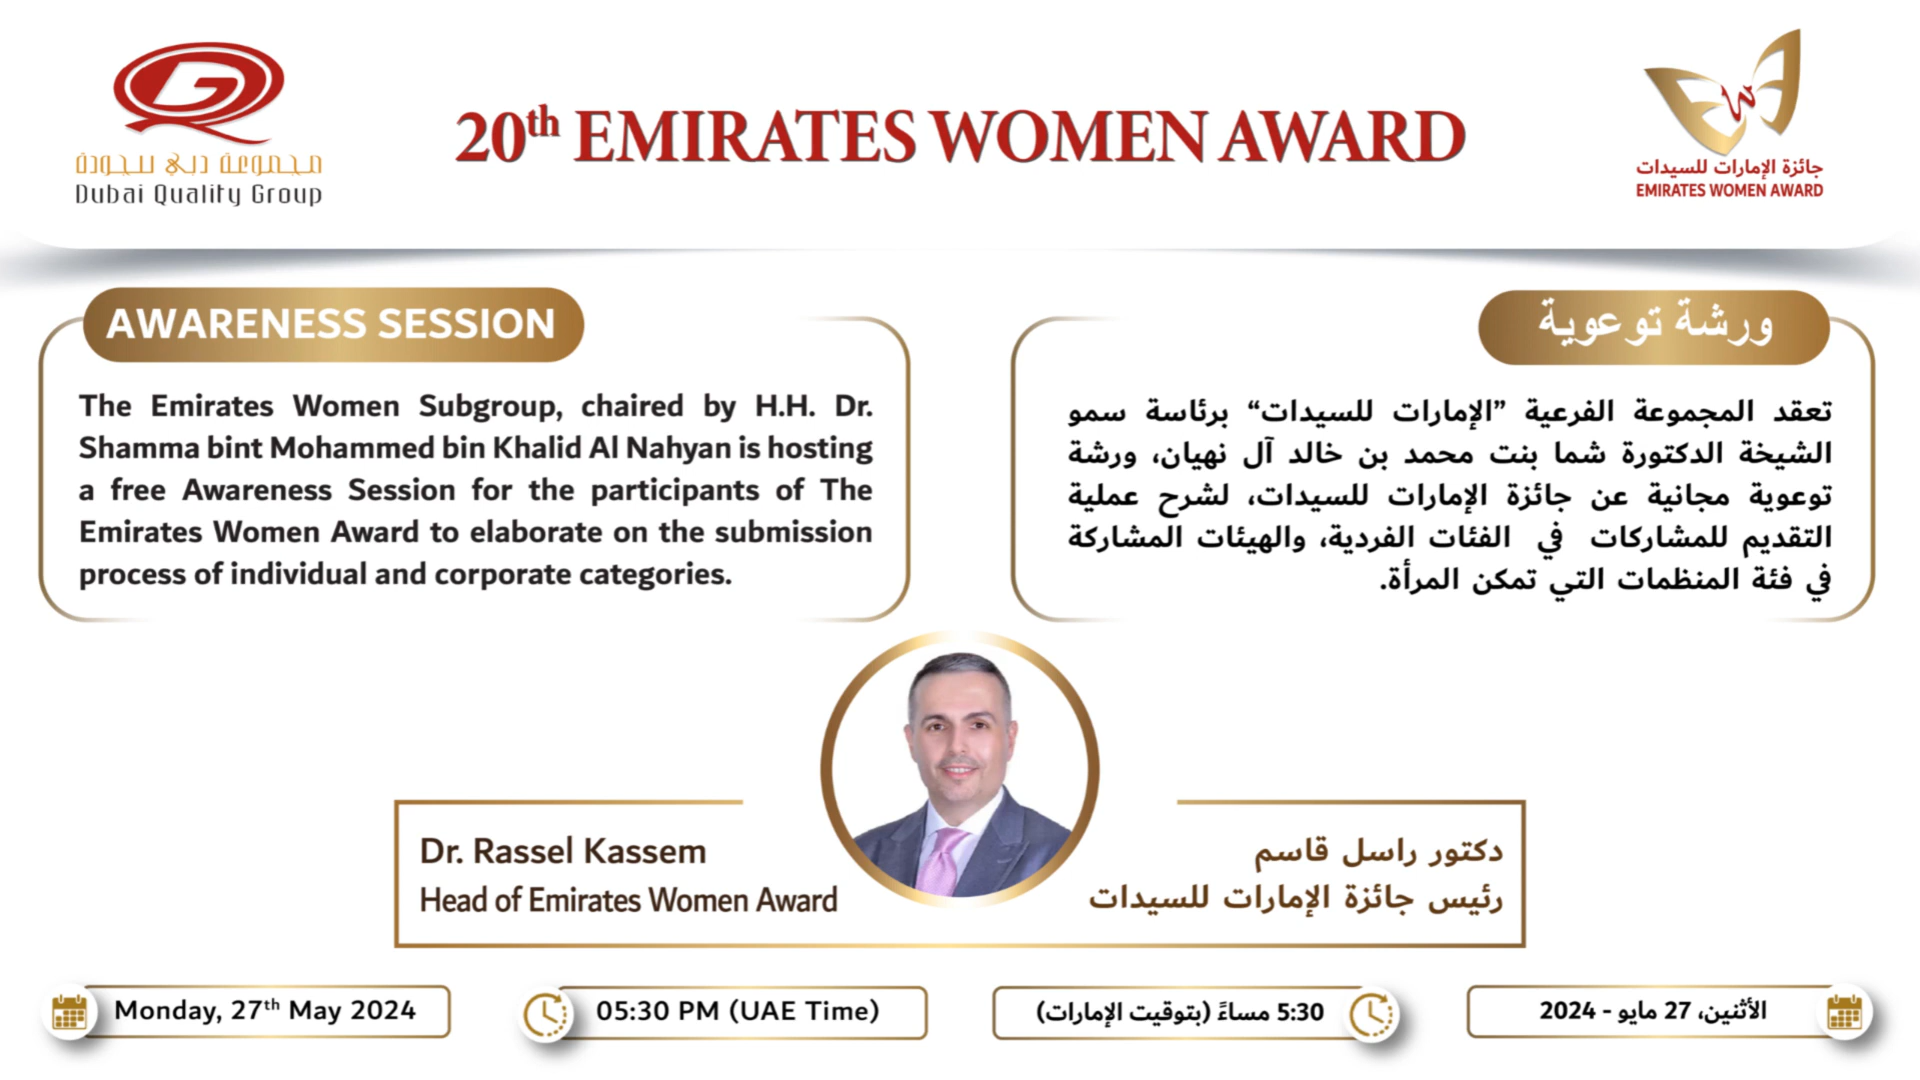 مجموعة دبي للجودة
Dubai Quality Group
20th EMIRATES WOMEN AWARD
EWA
جائزة الإمارات للسيدات
EMIRATES WOMEN AWARD
AWARENESS SESSION
The Emirates Women Subgroup, chaired by H.H. Dr.
Shamma bint Mohammed bin Khalid Al Nahyan is hosting
a free Awareness Session for the participants of The
Emirates Women Award to elaborate on the submission
process of individual and corporate categories.
ورشة توعوية
تعقد المجموعة الفرعية ”الإمارات للسيدات“ برئاسة سمو
الشيخة الدكتورة شما بنت محمد بن خالد آل نهيان، ورشة
توعوية مجانية عن جائزة الإمارات للسيدات، لشرح عملية
التقديم للمشاركات في الفئات الفردية، والهيئات المشاركة
في فئة المنظمات التي تمكن المرأة.
Dr. Rassel Kassem
Head of Emirates Women Award
دكتور راسل قاسم
رئيس جائزة الإمارات للسيدات
Monday, 27th May 2024
05:30 PM (UAE Time)
5:30 مساءً (بتوقيت الإمارات)
الأثنين، 27 مايو - 2024